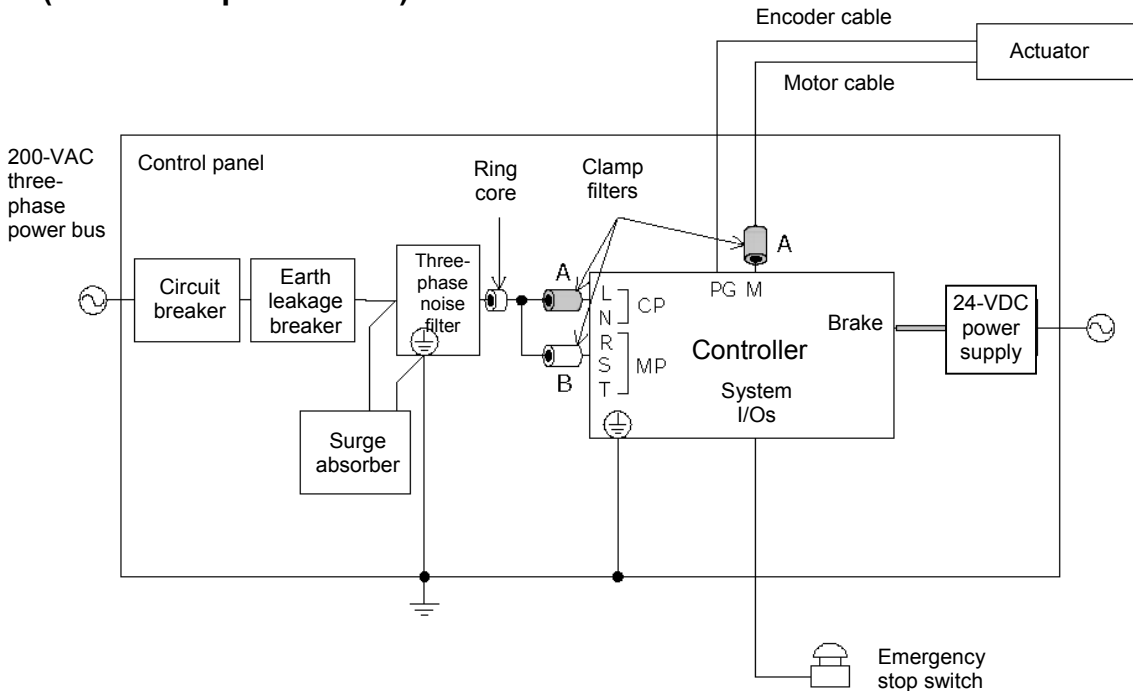 Encoder cable
Actuator
Motor cable
200-VAC
three-
phase
power bus
Control panel
Ring
core
Clamp
filters
A
Circuit
breaker
Earth
leakage
breaker
Three-
phase
noise
filter
A
B
L
N
CP
R
S
T
MP
PG M
Brake
Controller
System
I/Os
24-VDC
power
supply
Surge
absorber
Emergency
stop switch